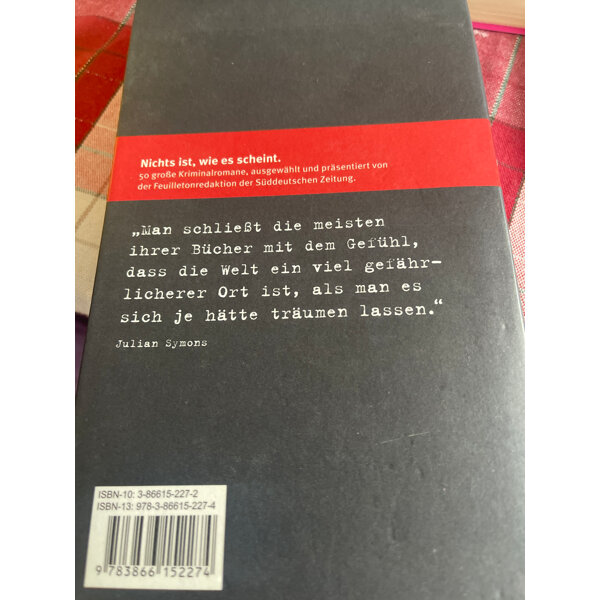 Nichts ist, wie es scheint.
50 große Kriminalromane, ausgewählt und präsentiert von
der Feuilletonredaktion der Süddeutschen Zeitung.
„Man schließt die meisten
ihrer Bücher mit dem Gefühl,
dass die Welt ein viel gefähr-
licherer Ort ist, als man es
sich je hätte träumen lassen.“
Julian Symons
ISBN-10: 3-86615-227-2
ISBN-13: 978-3-86615-227-4
9 783866 152274